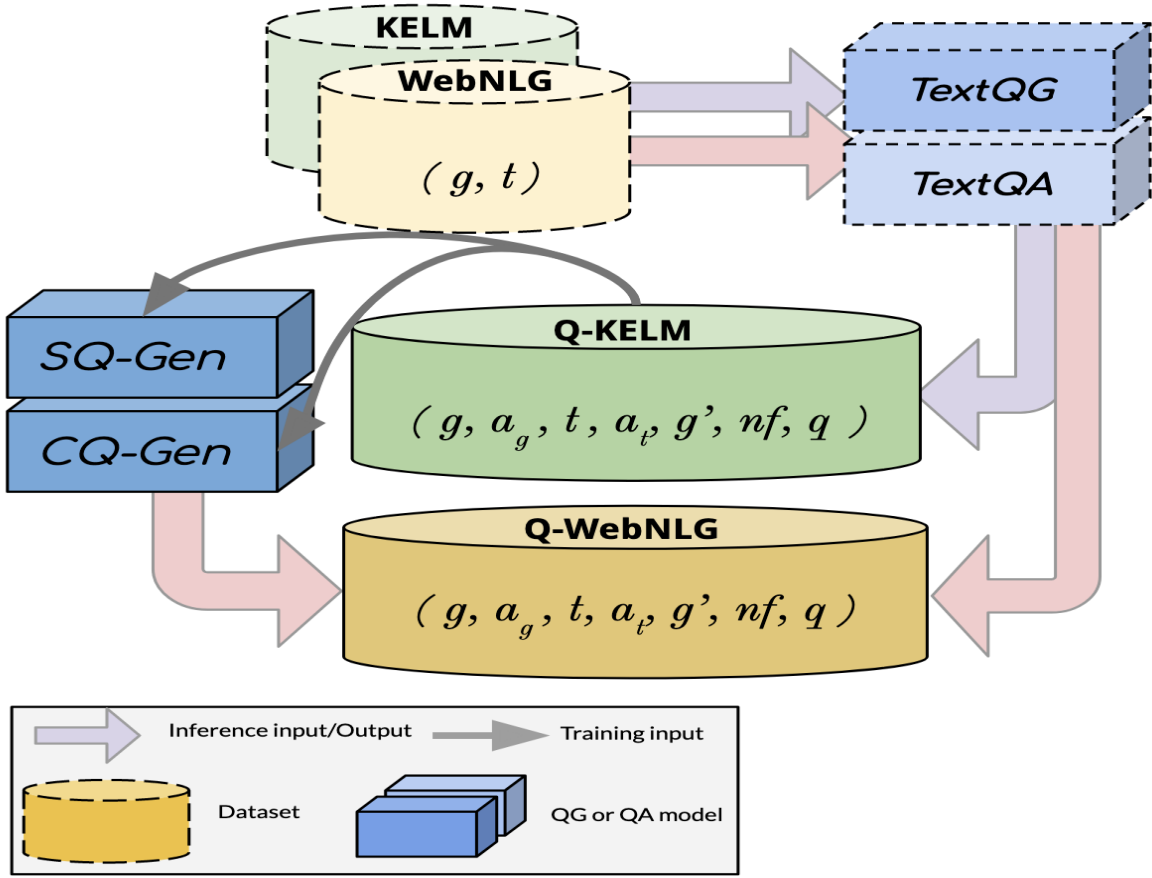 KELM
WebNLG
( g, t )
TextQG
TextQA
SQ-Gen
CQ-Gen
Q-KELM
( g, a_g , t , a_t, g’, nf, q )
Q-WebNLG
( g, a_g , t, a_t, g’, nf, q )
Inference input/Output
Training input
Dataset
QG or QA model